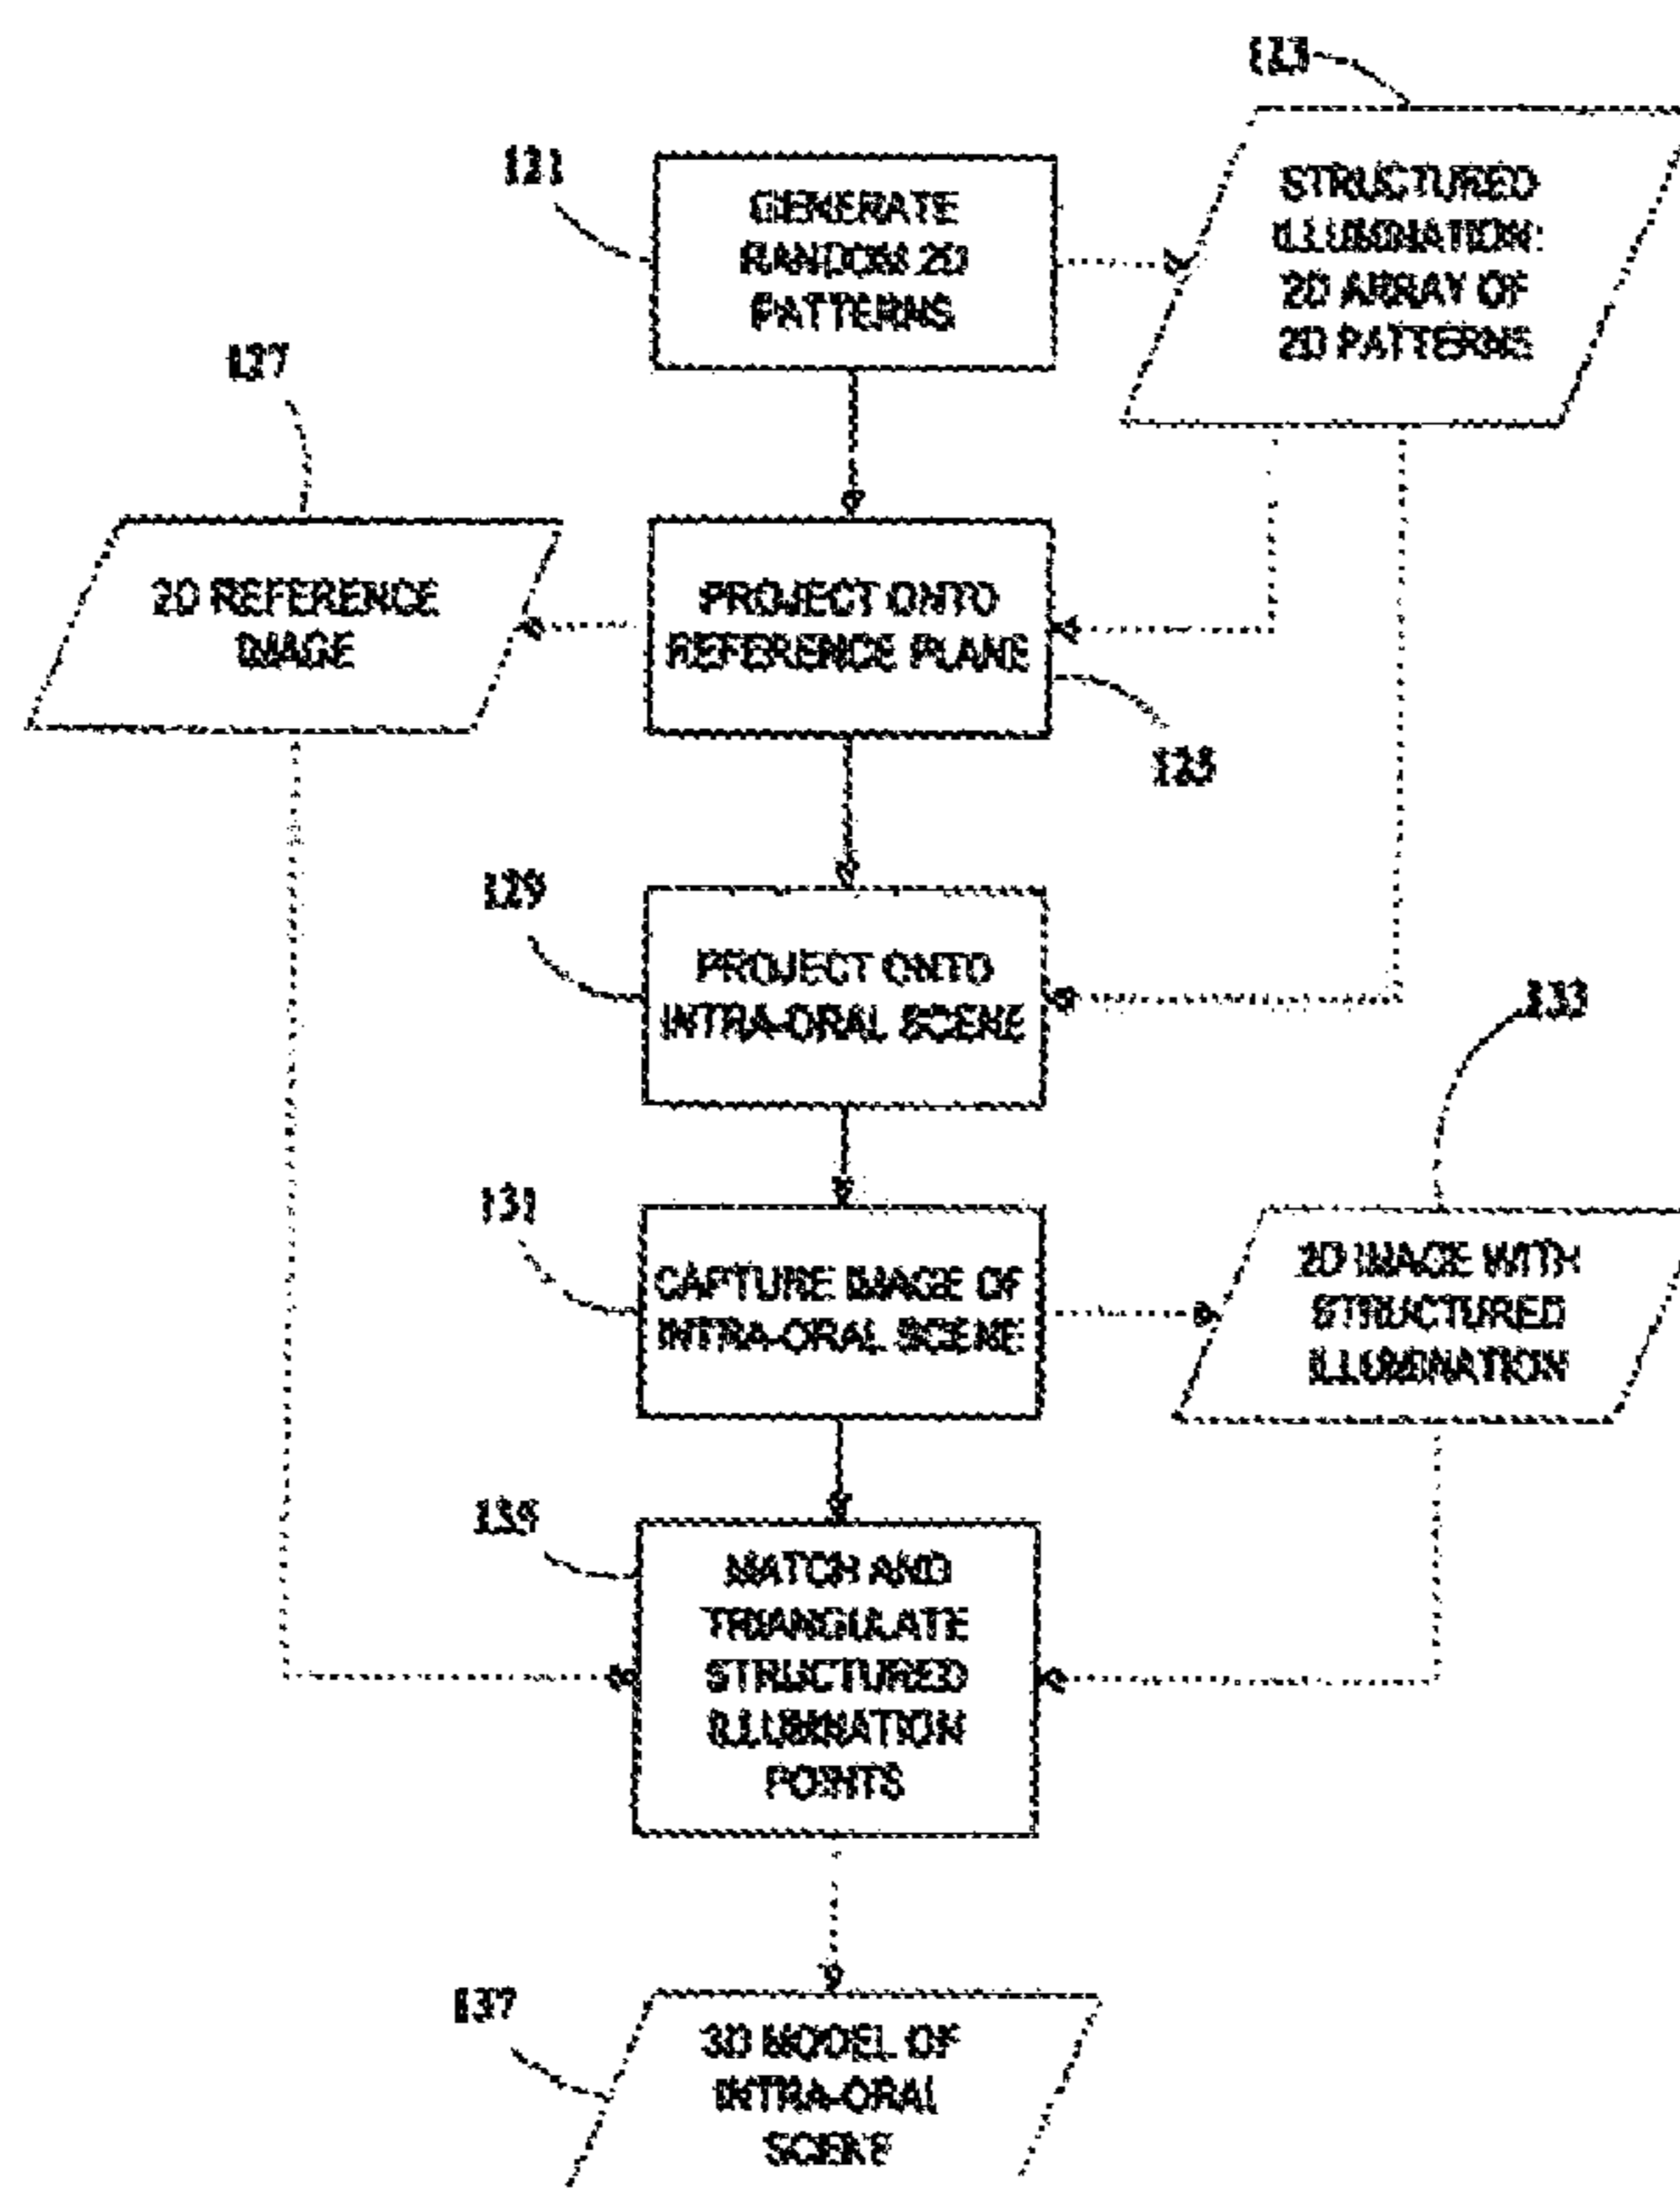 123
121
GENERATE
RANDOM 2D
PATTERNS
STRUCTURED
ILLUMINATION:
2D ARRAY OF
2D PATTERNS
127
2D REFERENCE
IMAGE
PROJECT ONTO
REFERENCE PLANE
125
129
PROJECT ONTO
INTRA-ORAL SCENE
133
131
CAPTURE IMAGE OF
INTRA-ORAL SCENE
2D IMAGE WITH
STRUCTURED
ILLUMINATION
135
MATCH AND
TRIANGULATE
STRUCTURED
ILLUMINATION
POINTS
137
3D MODEL OF
INTRA-ORAL
SCENE